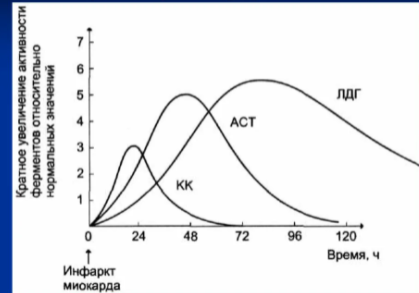 Кратное увеличение активности
ферментов относительно
нормальных значений
7
6
5
4
3
2
1
КК
АСТ
ЛДГ
0
24
48
72
96
120
Время, ч
Инфаркт
миокарда